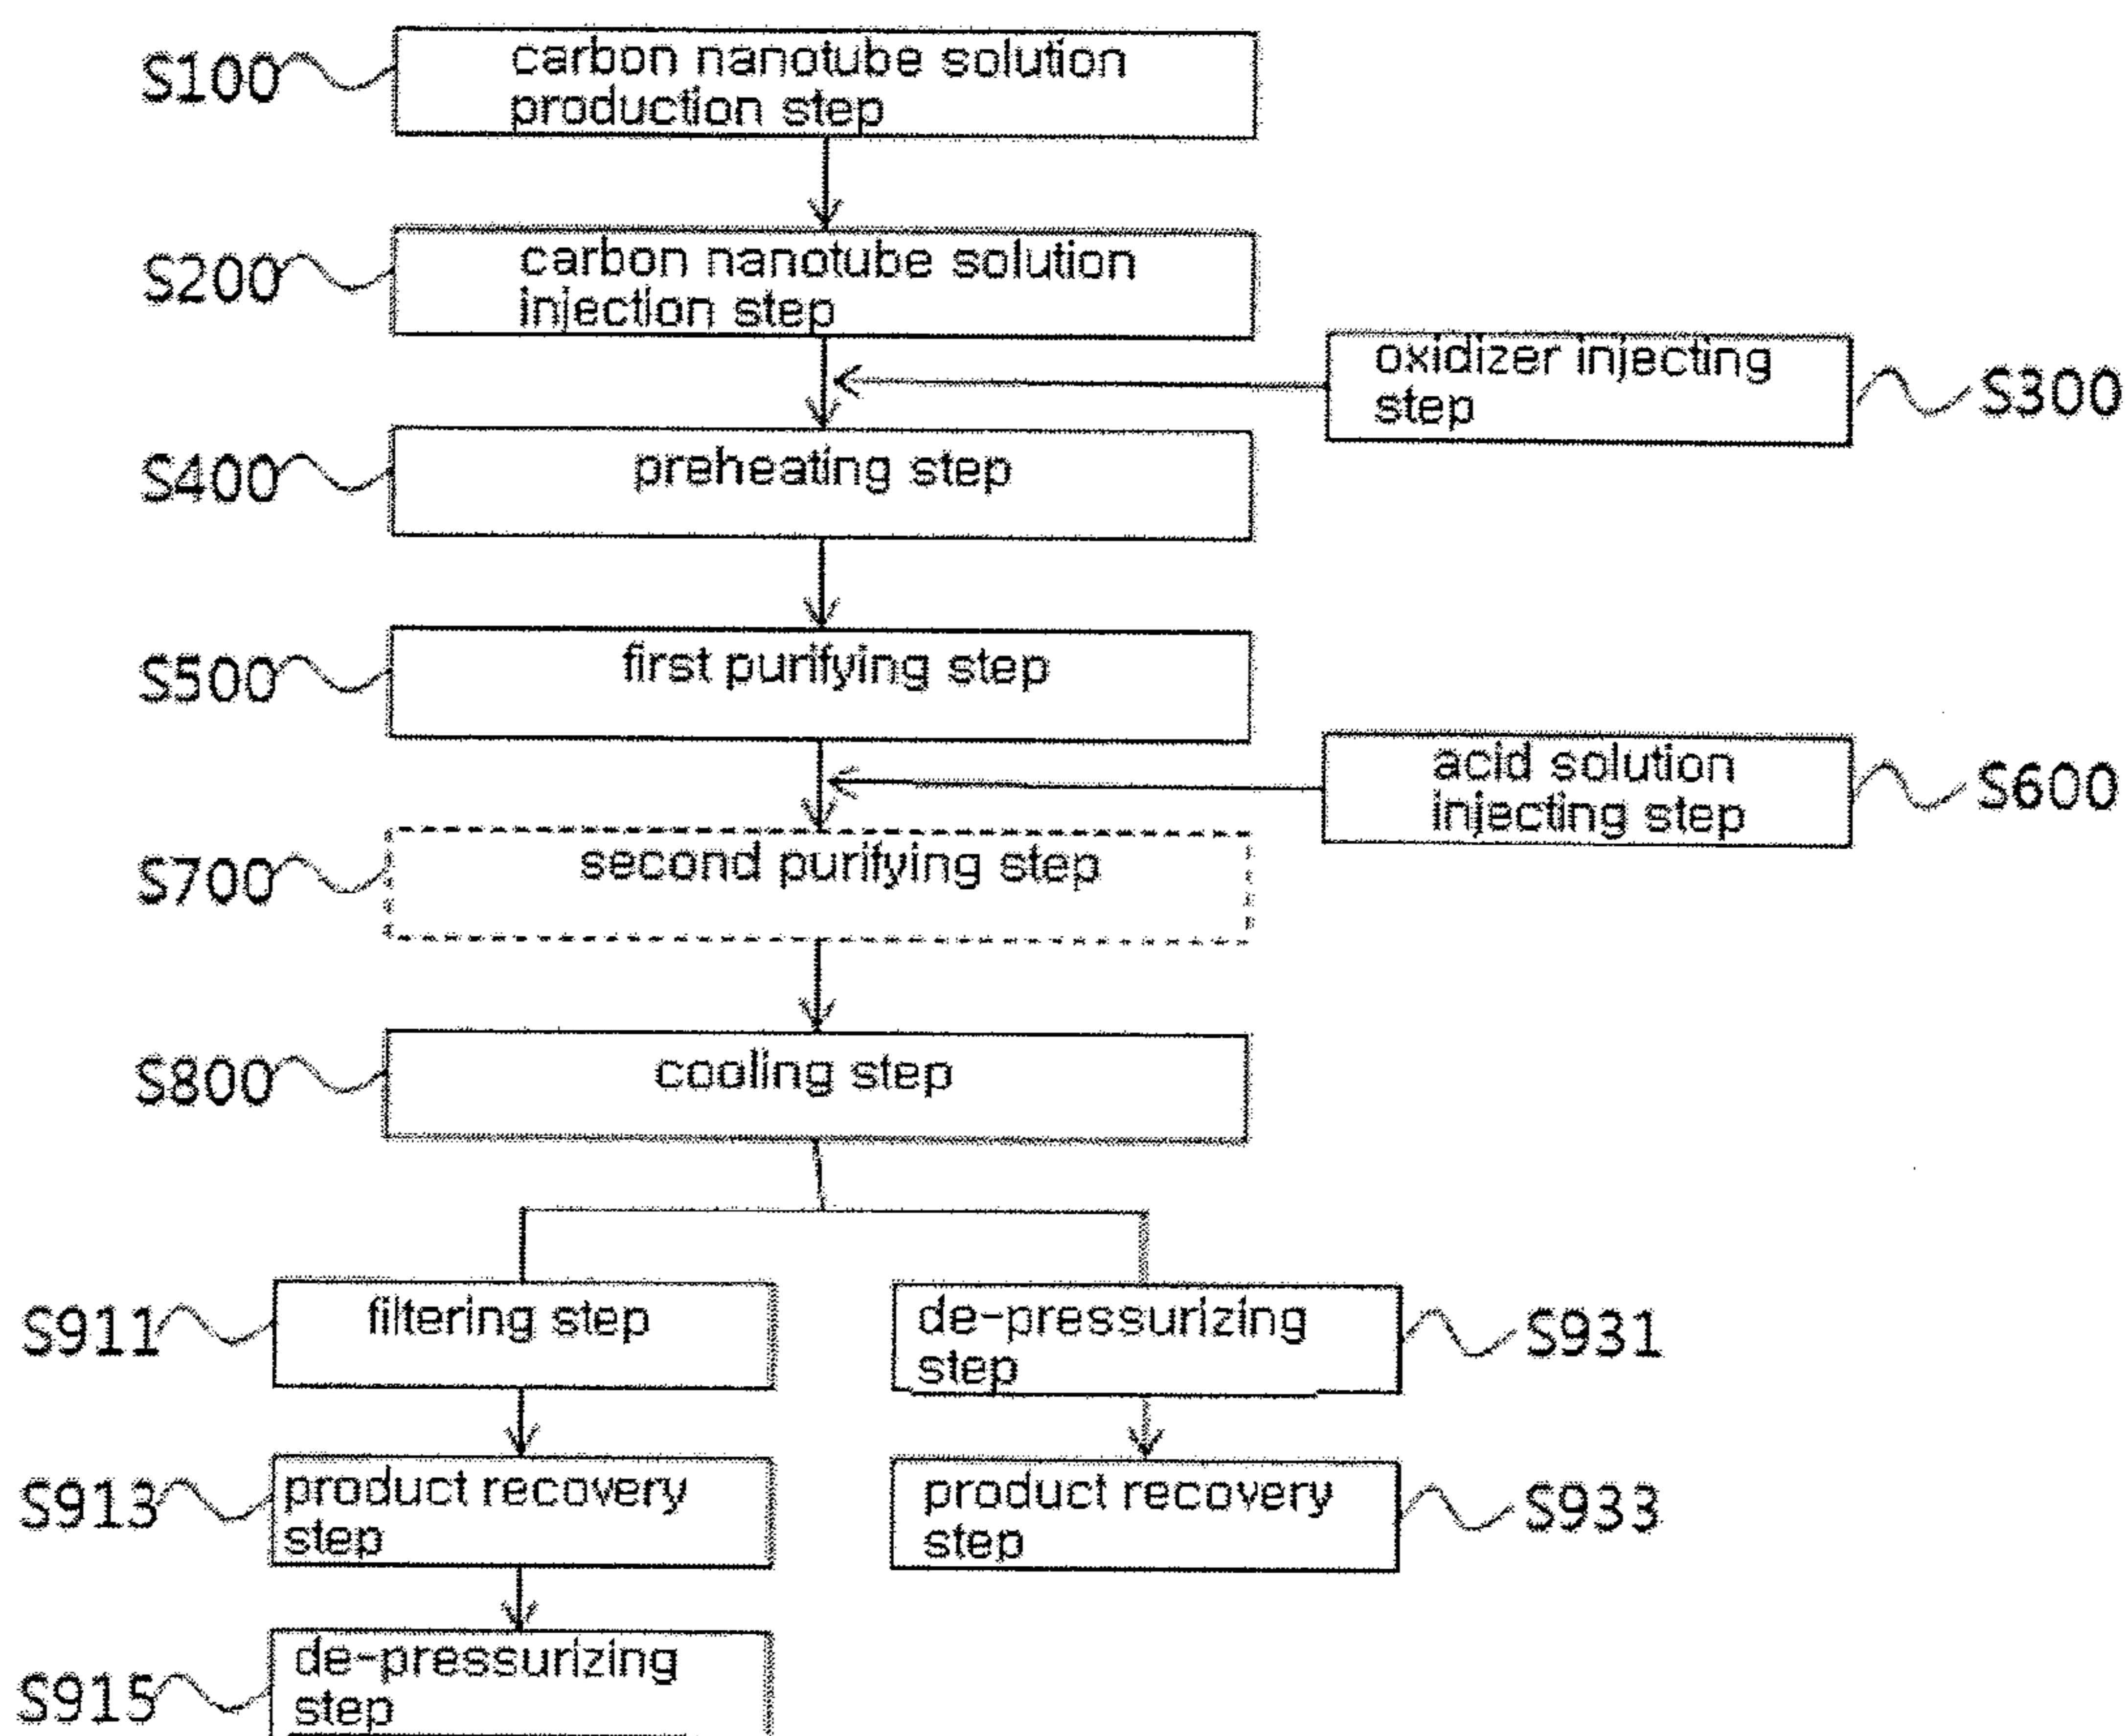 S100
carbon nanotube solution
production step
S200
carbon nanotube solution
injection step
oxidizer injecting
step
S300
S400
preheating step
S500
first purifying step
acid solution
injecting step
S600
S700
second purifying step
S800
cooling step
S911
filtering step
de-pressurizing
step
S931
S913
product recovery
step
product recovery
step
S933
S915
de-pressurizing
step